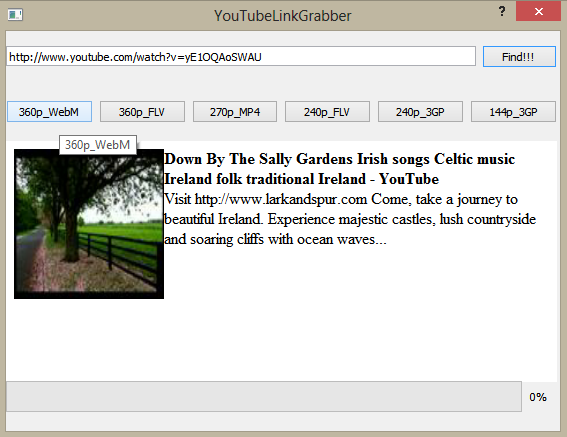 YouTubeLinkGrabber
?
http://www.youtube.com/watch?v=yE1OQAoSWAU
Find!!!
360p_WebM
360p_FLV
270p_MP4
240p_FLV
240p_3GP
144p_3GP
360p_WebM
Down By The Sally Gardens Irish songs Celtic music
Ireland folk traditional Ireland - YouTube
Visit http://www.larkandspur.com Come, take a journey to
beautiful Ireland. Experience majestic castles, lush countryside
and soaring cliffs with ocean waves...
0%